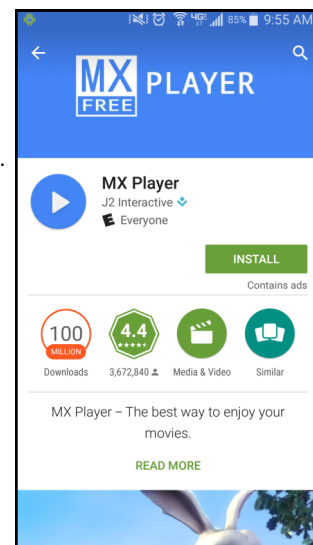 4GE 85% 9:55 AM
MX PLAYER
FREE
.
MX Player
J2 Interactive
E Everyone
INSTALL
Contains ads
100
MILLION
4.4
Downloads
3,672,840
Media & Video
Similar
MX Player – The best way to enjoy your
movies.
READ MORE